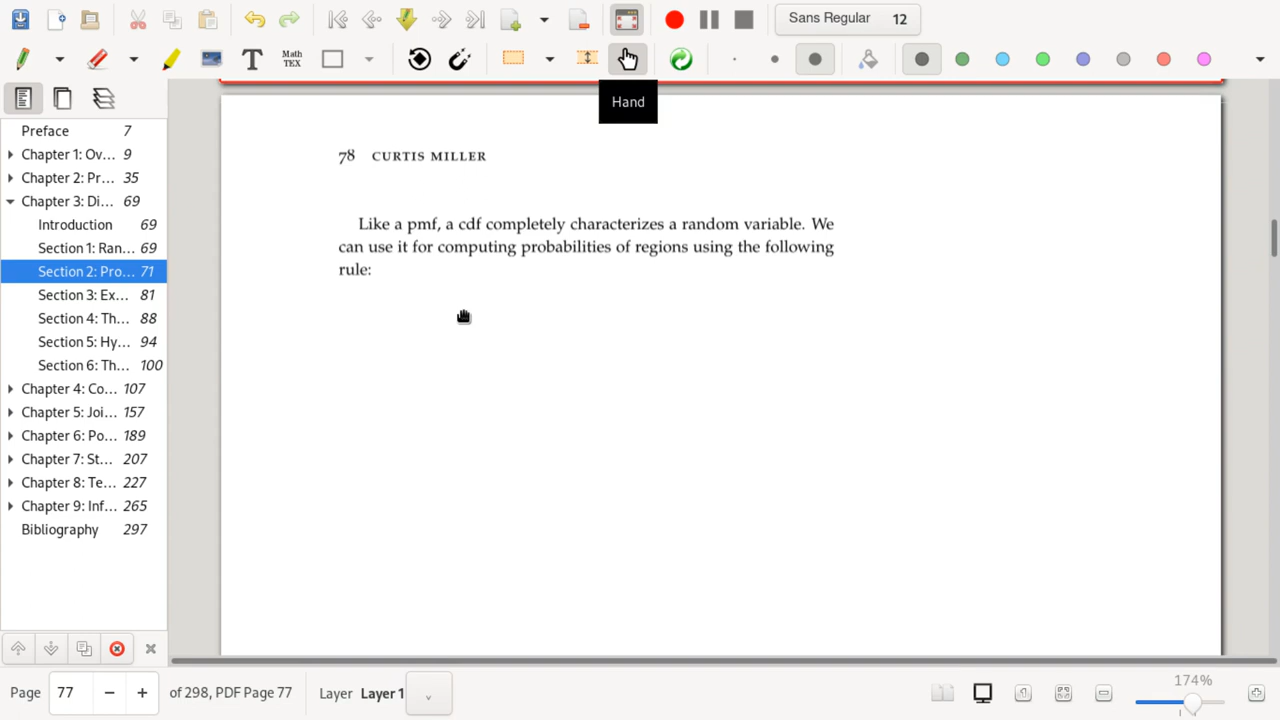 Sans Regular 12
Math
TEX
Hand
Preface 7
Chapter 1: Ov... 9
Chapter 2: Pr... 35
Chapter 3: Di... 69
Introduction 69
Section 1: Ran... 69
Section 2: Pro... 71
Section 3: Ex... 81
Section 4: Th... 88
Section 5: Hy... 94
Section 6: Th... 100
Chapter 4: Co... 107
Chapter 5: Joi... 157
Chapter 6: Po... 189
Chapter 7: St... 207
Chapter 8: Te... 227
Chapter 9: Inf... 265
Bibliography 297
78 CURTIS MILLER
Like a pmf, a cdf completely characterizes a random variable. We
can use it for computing probabilities of regions using the following
rule:
Page 77 of 298, PDF Page 77 Layer Layer 1 174%